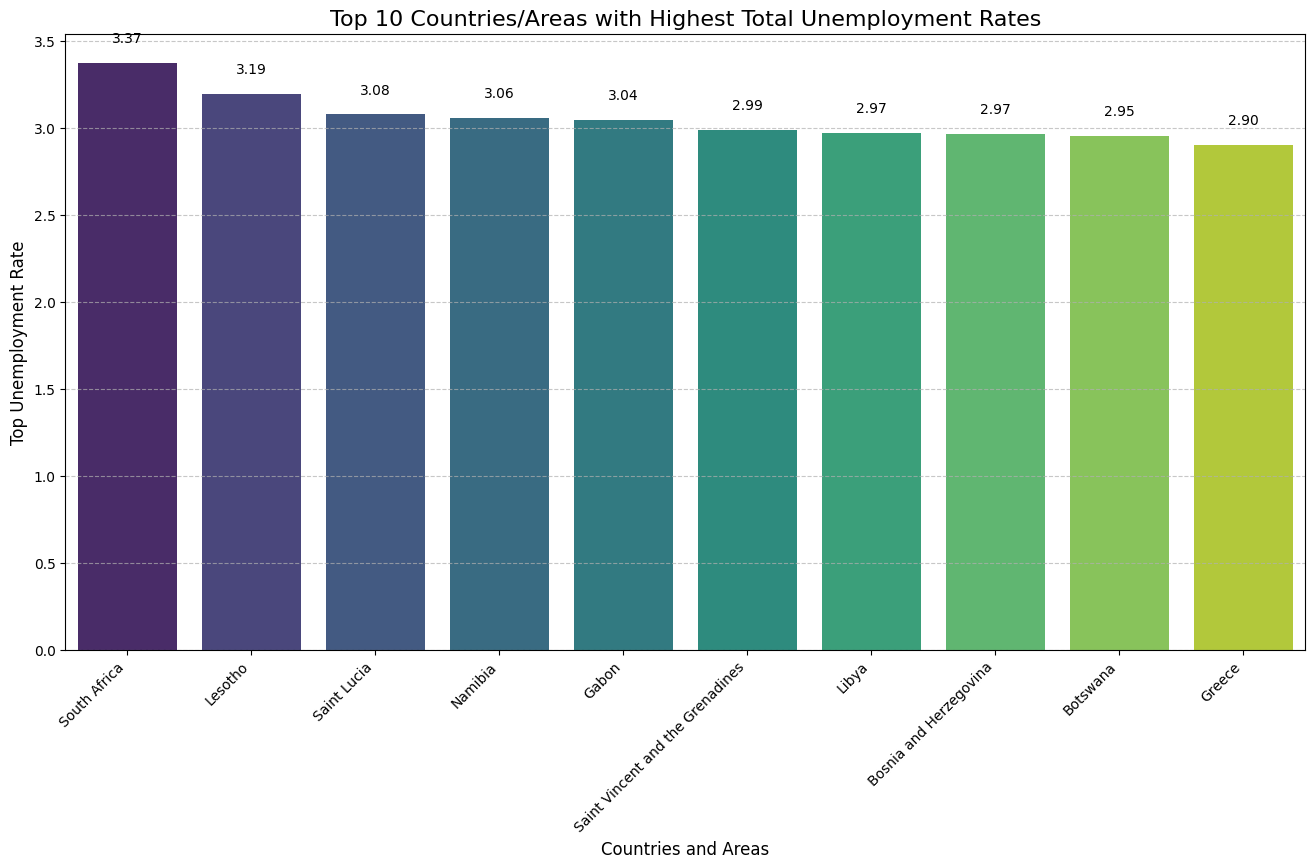 Top 10 Countries/Areas with Highest Total Unemployment Rates
3.5
3.0
2.5
2.0
1.5
1.0
0.5
0.0
Top Unemployment Rate
3.37
3.19
3.08
3.06
3.04
2.99
2.97
2.97
2.95
2.90
South Africa
Lesotho
Saint Lucia
Namibia
Gabon
Saint Vincent and the Grenadines
Libya
Bosnia and Herzegovina
Botswana
Greece
Countries and Areas